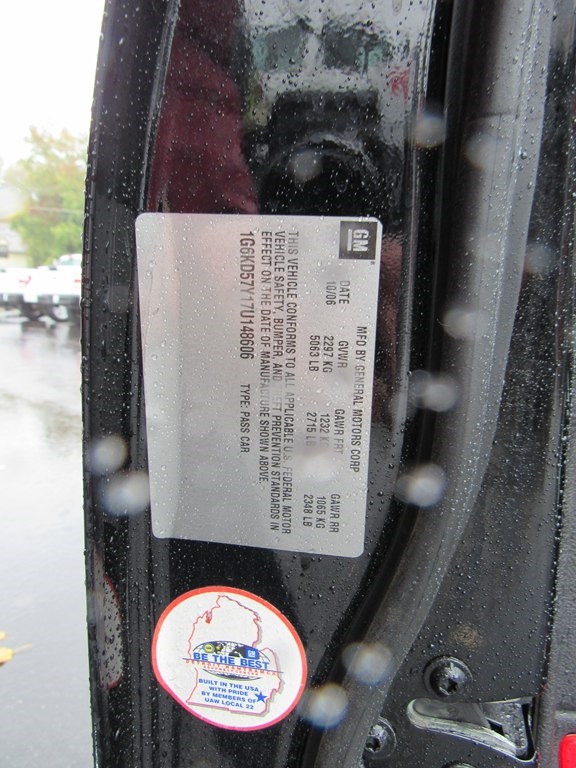 GM
MFD BY GENERAL MOTORS CORP
DATE GVWR GAWR FRT GAWR RR
10/06 2297 KG 1232 KG 1065 KG
5063 LB 2715 LB 2348 LB
THIS VEHICLE CONFORMS TO ALL APPLICABLE U.S. FEDERAL MOTOR
VEHICLE SAFETY, BUMPER, AND THEFT PREVENTION STANDARDS IN
EFFECT ON THE DATE OF MANUFACTURE SHOWN ABOVE.
1G6KD57Y17U148606 TYPE: PASS CAR
BE THE BEST
DETROIT HAMTRAMCK
BUILT IN THE USA
WITH PRIDE
BY MEMBERS OF
UAW LOCAL 22